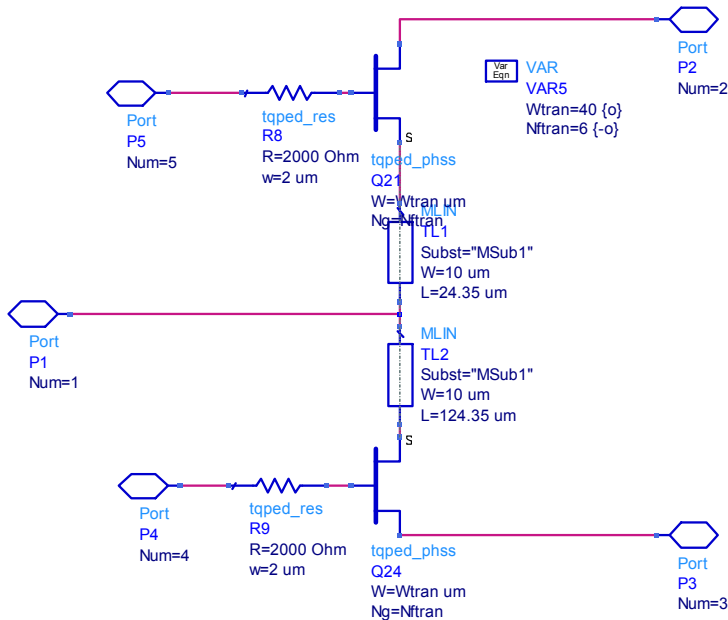 Port
P2
Num=2
Var
Eqn
VAR
VAR5
Wtran=40 {o}
Nftran=6 {-o}
Port
P5
Num=5
tqped_res
R8
R=2000 Ohm
w=2 um
S
tqped_phss
Q21
W=Wtran um
Ng=Nftran
MLIN
TL1
Subst="MSub1"
W=10 um
L=24.35 um
Port
P1
Num=1
MLIN
TL2
Subst="MSub1"
W=10 um
L=124.35 um
S
Port
P4
Num=4
tqped_res
R9
R=2000 Ohm
w=2 um
tqped_phss
Q24
W=Wtran um
Ng=Nftran
Port
P3
Num=3